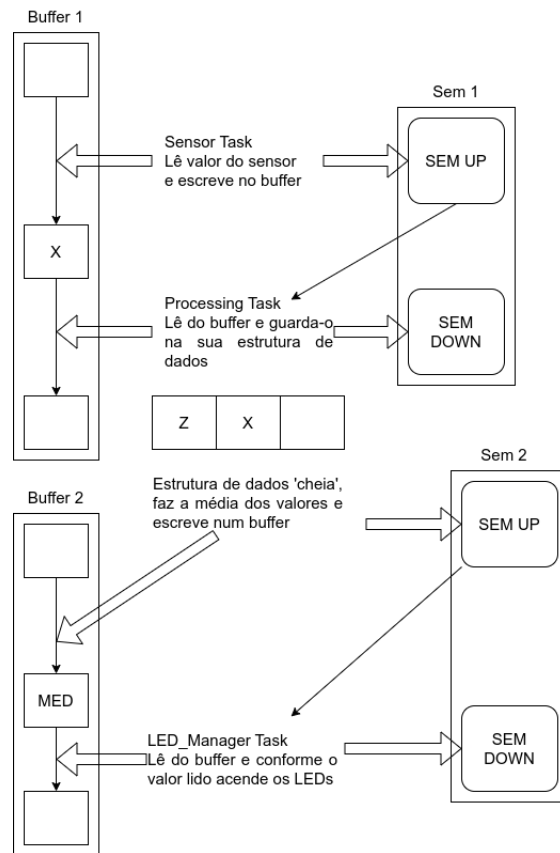 Buffer 1
Sem 1
Sensor Task
Lê valor do sensor
e escreve no buffer
SEM UP
X
Processing Task
Lê do buffer e guarda-o
na sua estrutura de
dados
SEM
DOWN
Z
X
Sem 2
Estrutura de dados 'cheia',
faz a média dos valores e
escreve num buffer
Buffer 2
SEM UP
MED
LED_Manager Task
Lê do buffer e conforme o
valor lido acende os LEDs
SEM
DOWN